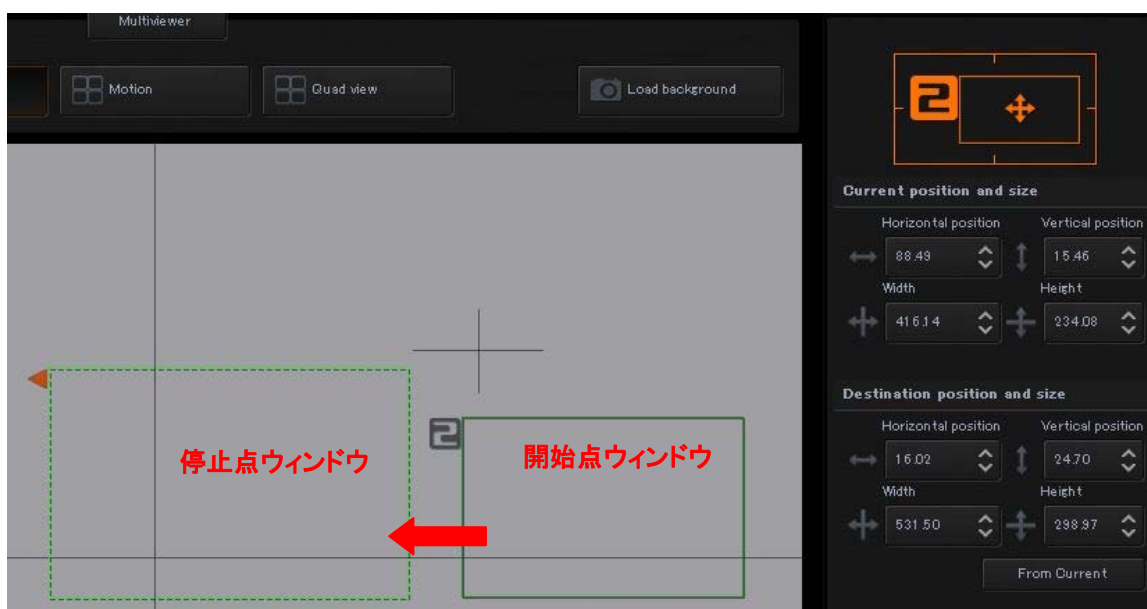 Multiviewer
Motion
Quad view
Load background
2
Current position and size
Horizontal position
Vertical position
88.49
15.46
Width
Height
416.14
234.08
Destination position and size
Horizontal position
Vertical position
16.02
24.70
Width
Height
531.50
298.97
From Current
2
停止点ウィンドウ
開始点ウィンドウ